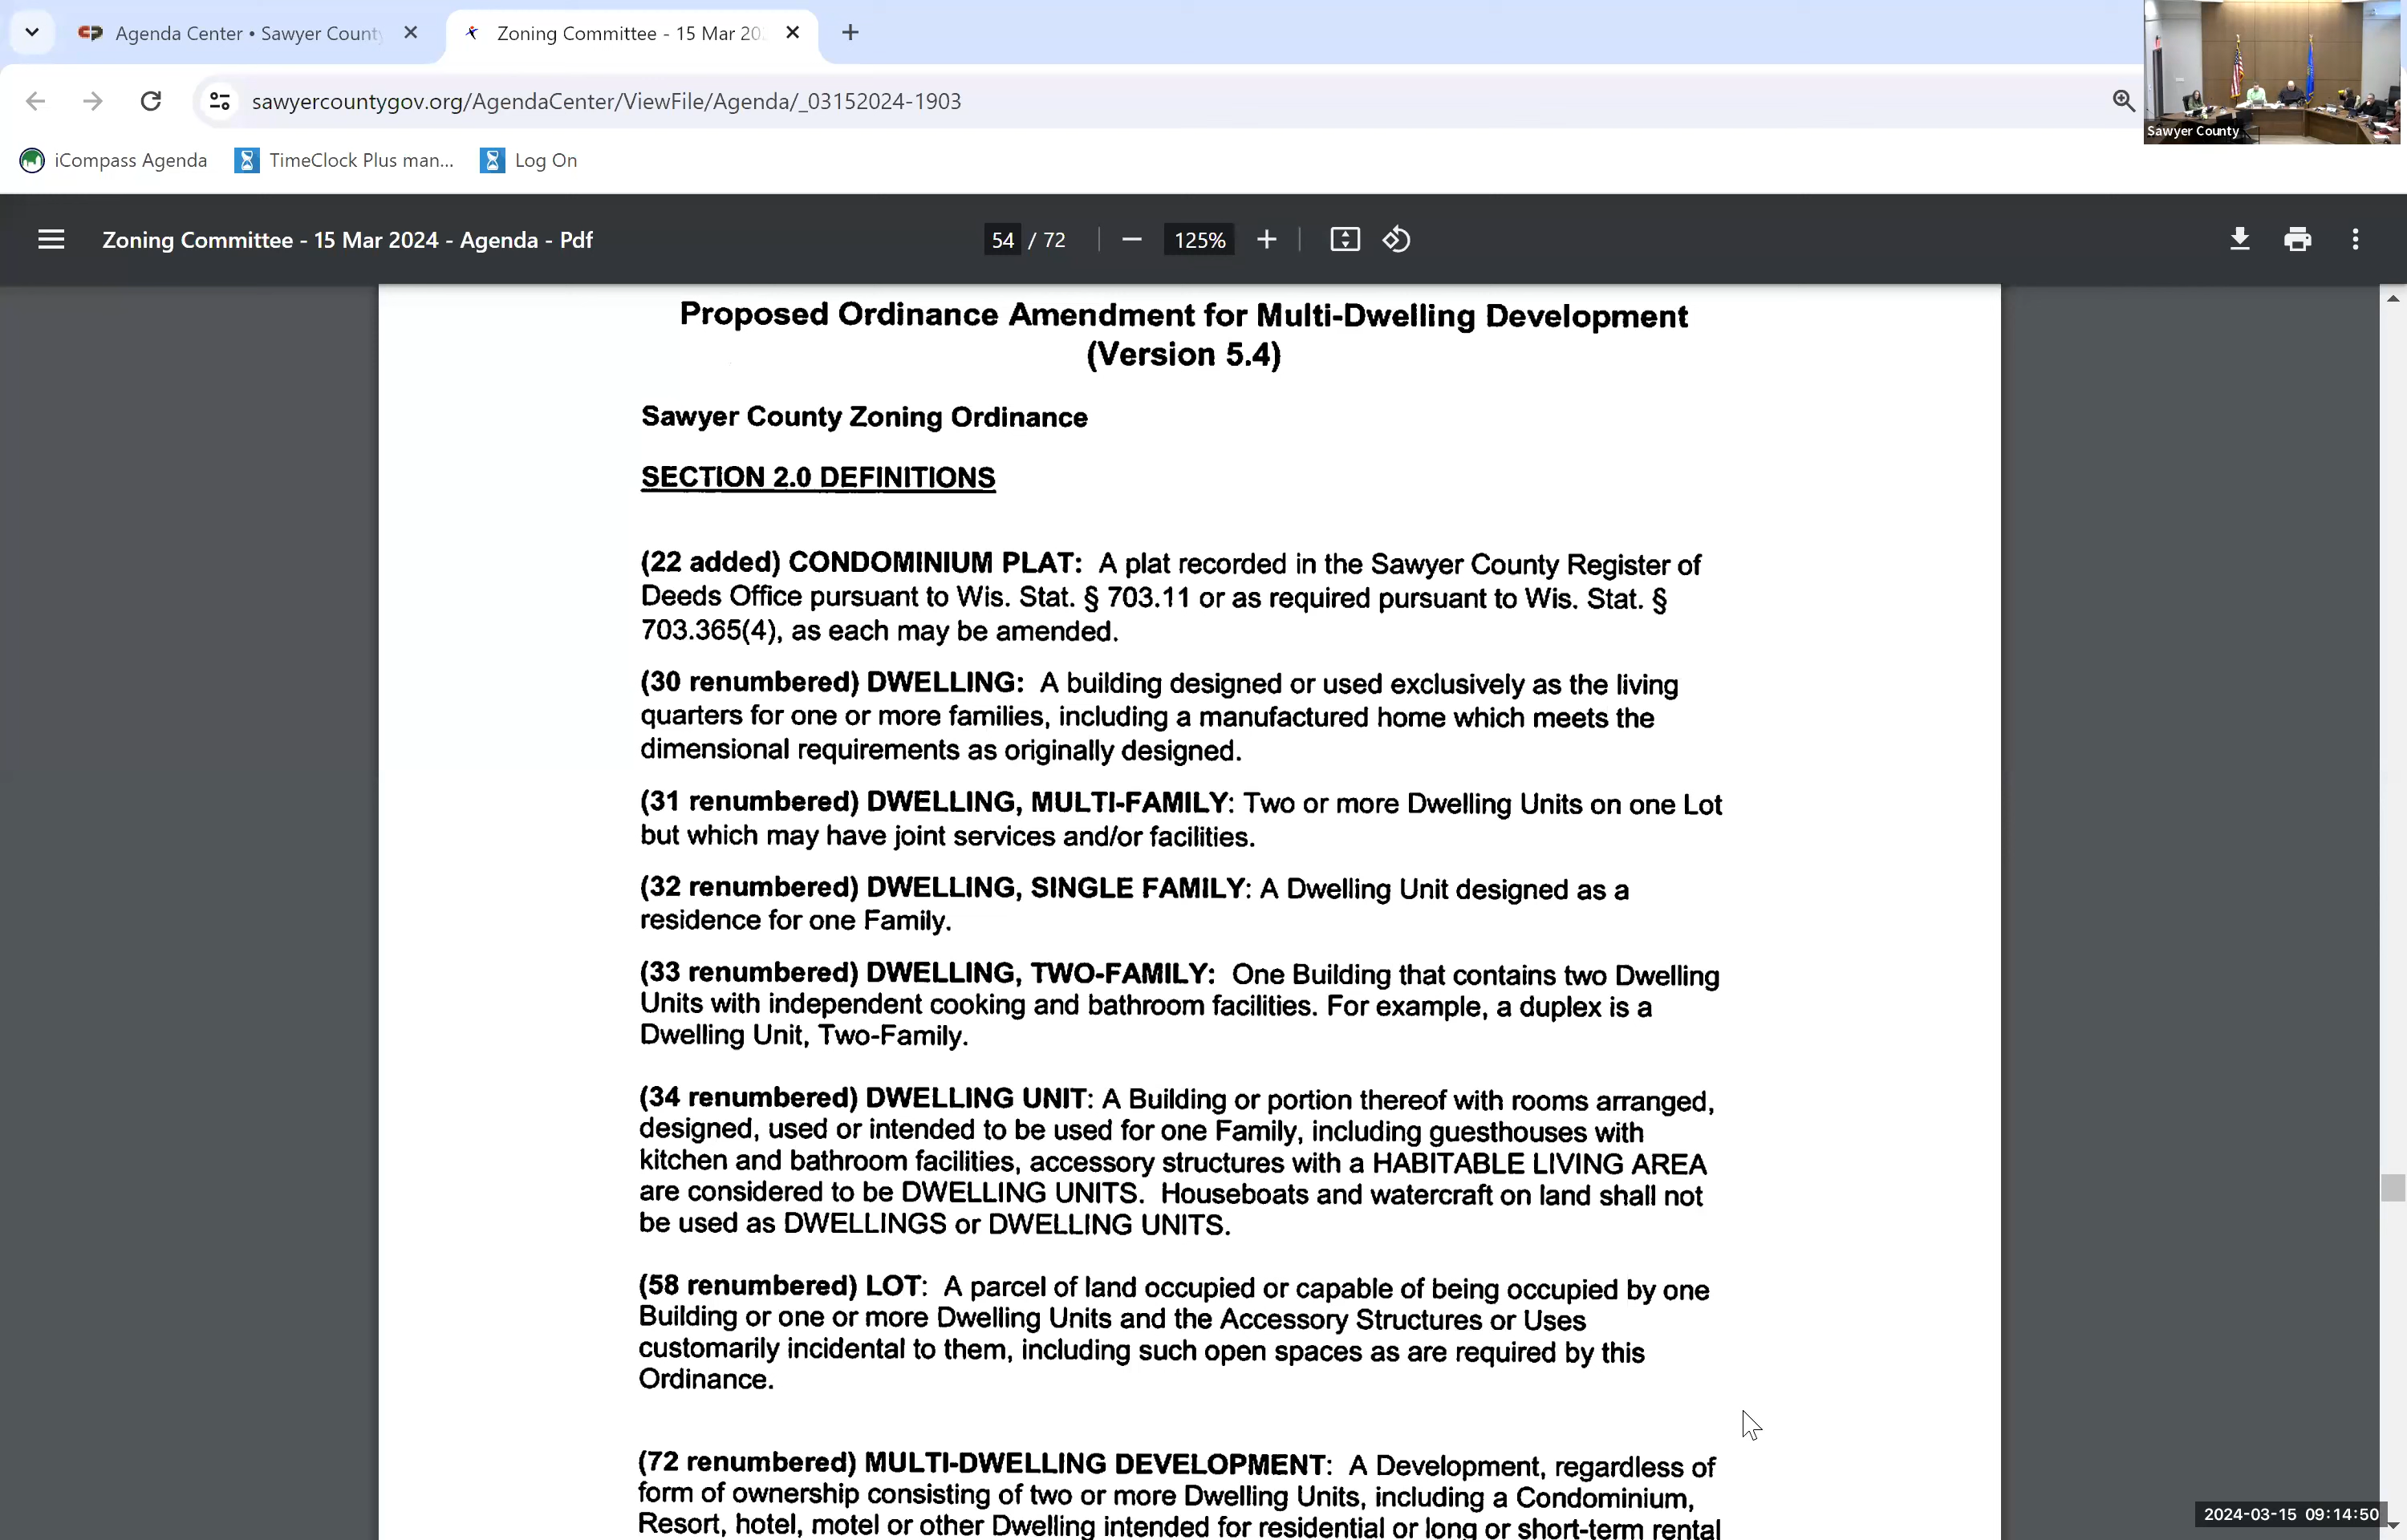 Agenda Center • Sawyer County
Zoning Committee - 15 Mar 20
sawyercountygov.org/AgendaCenter/ViewFile/Agenda/_03152024-1903
Sawyer County
iCompass Agenda
TimeClock Plus man...
Log On
Zoning Committee - 15 Mar 2024 - Agenda - Pdf
54 / 72
125%
Proposed Ordinance Amendment for Multi-Dwelling Development
(Version 5.4)
Sawyer County Zoning Ordinance
SECTION 2.0 DEFINITIONS
(22 added) CONDOMINIUM PLAT: A plat recorded in the Sawyer County Register of
Deeds Office pursuant to Wis. Stat. § 703.11 or as required pursuant to Wis. Stat. §
703.365(4), as each may be amended.
(30 renumbered) DWELLING: A building designed or used exclusively as the living
quarters for one or more families, including a manufactured home which meets the
dimensional requirements as originally designed.
(31 renumbered) DWELLING, MULTI-FAMILY: Two or more Dwelling Units on one Lot
but which may have joint services and/or facilities.
(32 renumbered) DWELLING, SINGLE FAMILY: A Dwelling Unit designed as a
residence for one Family.
(33 renumbered) DWELLING, TWO-FAMILY: One Building that contains two Dwelling
Units with independent cooking and bathroom facilities. For example, a duplex is a
Dwelling Unit, Two-Family.
(34 renumbered) DWELLING UNIT: A Building or portion thereof with rooms arranged,
designed, used or intended to be used for one Family, including guesthouses with
kitchen and bathroom facilities, accessory structures with a HABITABLE LIVING AREA
are considered to be DWELLING UNITS. Houseboats and watercraft on land shall not
be used as DWELLINGS or DWELLING UNITS.
(58 renumbered) LOT: A parcel of land occupied or capable of being occupied by one
Building or one or more Dwelling Units and the Accessory Structures or Uses
customarily incidental to them, including such open spaces as are required by this
Ordinance.
(72 renumbered) MULTI-DWELLING DEVELOPMENT: A Development, regardless of
form of ownership consisting of two or more Dwelling Units, including a Condominium,
Resort, hotel, motel or other Dwelling intended for residential or long or short-term rental
2024-03-15 09:14:50